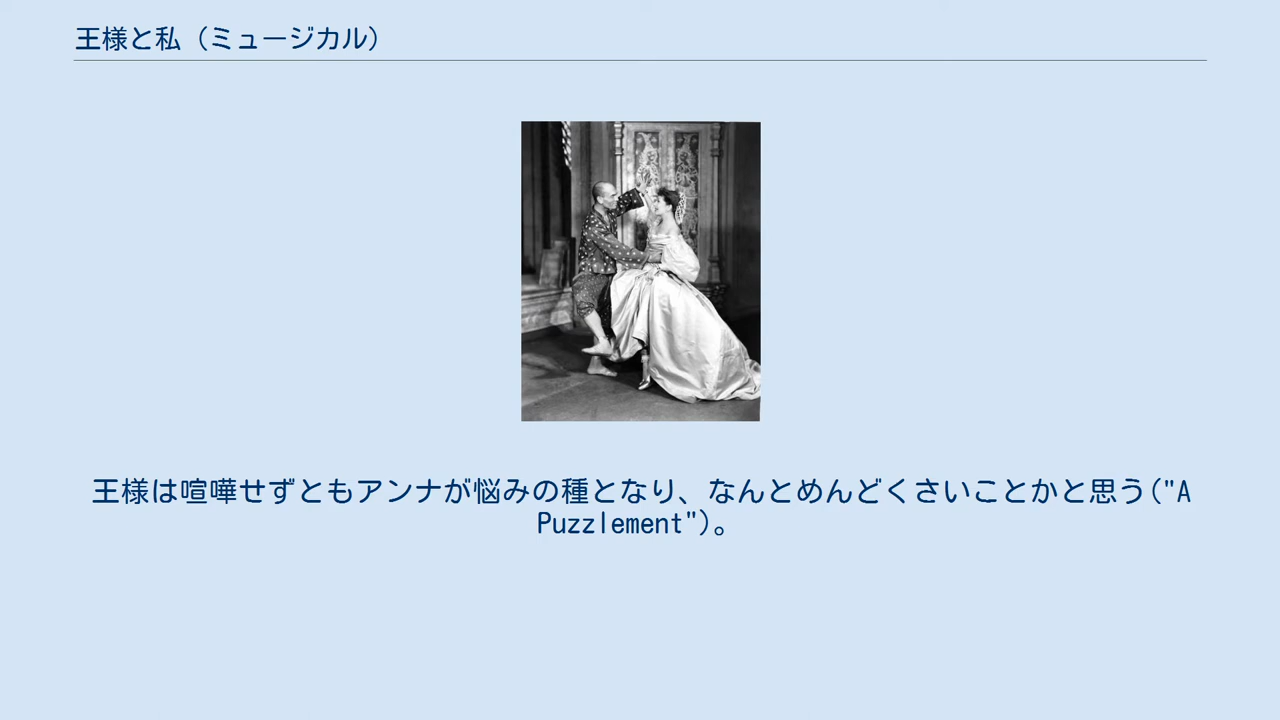 王様と私（ミュージカル）
王様は喧嘩せずともアンナが悩みの種となり、なんとめんどくさいことかと思う("A
Puzzlement")。